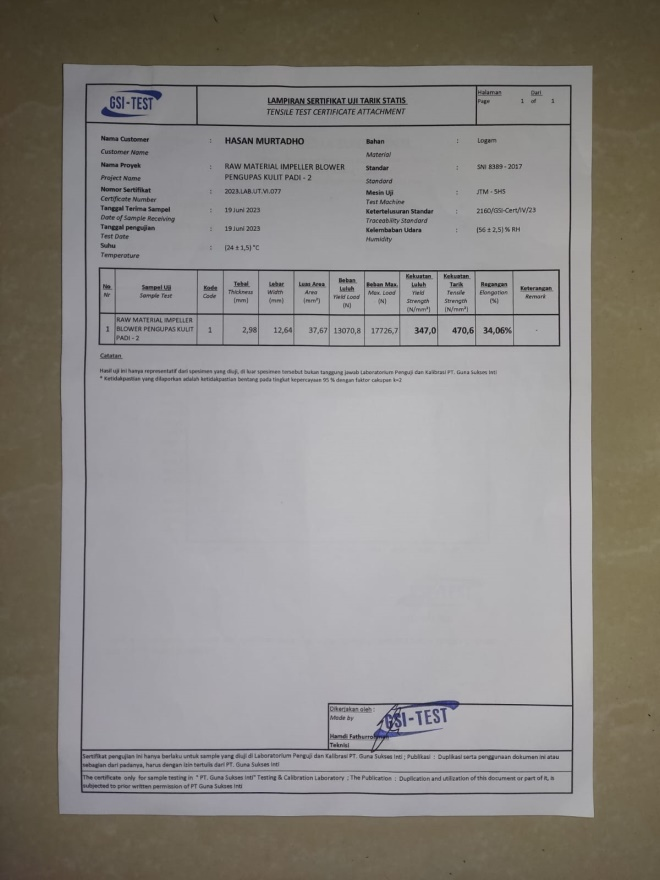 GSI-TEST
LAMPIRAN SERTIFIKAT UJI TARIK STATIS
TENSILE TEST CERTIFICATE ATTACHMENT
Halaman Dari
Page 1 of 1
Nama Customer : HASAN MURTADHO
Customer Name
Nama Proyek : RAW MATERIAL IMPELLER BLOWER
PENGUPAS KULIT PADI - 2
Project Name
Nomor Sertifikat : 2023.LAB.UT.VI.077
Certificate Number
Tanggal Terima Sampel : 19 Juni 2023
Date of Sample Receiving
Tanggal pengujian : 19 Juni 2023
Test Date
Suhu : (24 ± 1,5) °C
Temperature
Bahan : Logam
Material
Standar : SNI 8389 - 2017
Standard
Mesin Uji : JTM - SHS
Test Machine
Ketertelusuran Standar : 2160/GSI-Cert/IV/23
Traceability Standard
Kelembaban Udara : (56 ± 2,5) % RH
Humidity
No Sampel Uji Kode Tebal Lebar Luas Area Beban Luluh Beban Max. Kekuatan Luluh Kekuatan Tarik Regangan Keterangan
Nr Sample Test Code Thickness (mm) Width (mm) Area (mm²) Yield Load (N) Max. Load (N) Yield Strength (N/mm²) Tensile Strength (N/mm²) Elongation (%) Remark
1 RAW MATERIAL IMPELLER BLOWER PENGUPAS KULIT PADI - 2 1 2,98 12,64 37,67 13070,8 17726,7 347,0 470,6 34,06% -
Catatan
Hasil uji ini hanya representatif dari spesimen yang diuji, di luar spesimen tersebut bukan tanggung jawab Laboratorium Penguji dan Kalibrasi PT. Guna Sukses Inti
* Ketidakpastian yang dilaporkan adalah ketidakpastian bentang pada tingkat kepercayaan 95 % dengan faktor cakupan k=2
Dikerjakan oleh :
Made by
GSI-TEST
Hamdi Fathurrohman
Teknisi
Sertifikat pengujian ini hanya berlaku untuk sample yang diuji di Laboratorium Penguji dan Kalibrasi PT. Guna Sukses Inti ; Publikasi : Duplikasi serta penggunaan dokumen ini atau
sebagian dari padanya, harus dengan isin tertulis dari PT. Guna Sukses Inti
The certificate only for sample testing in " PT. Guna Sukses Inti" Testing & Calibration Laboratory ; The Publication : Duplication and utilization of this document or part of it, is
subjected to prior written permission of PT Guna Sukses Inti